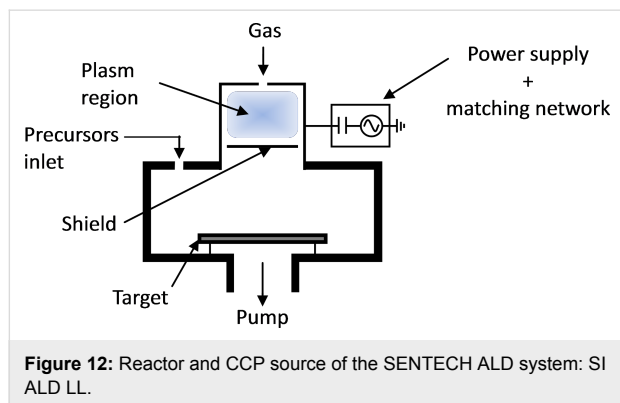 Gas
Plasm
region
Power supply
+
matching network
Precursors
inlet
Shield
Target
Pump
Figure 12: Reactor and CCP source of the SENTECH ALD system: SI
ALD LL.